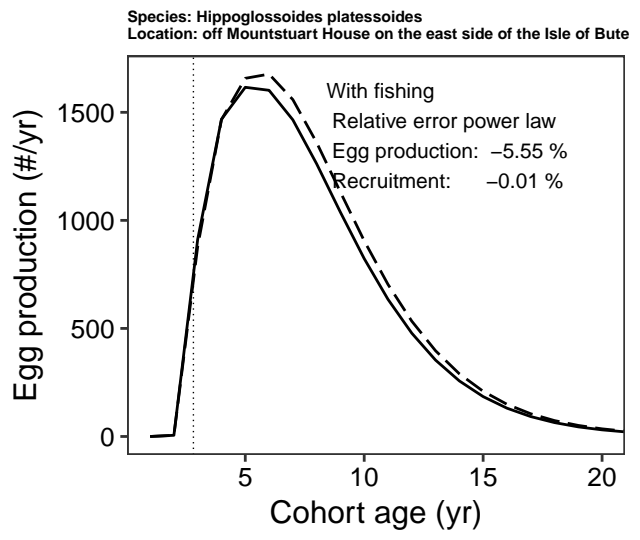 Species: Hippoglossoides platessoides
Location: off Mountstuart House on the east side of the Isle of Bute
With fishing
Relative error power law
Egg production: −5.55 %
Recruitment: −0.01 %
Egg production (#/yr)
1500
1000
500
0
5
10
15
20
Cohort age (yr)